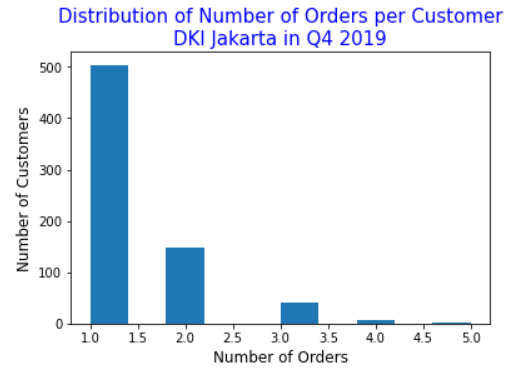 Distribution of Number of Orders per Customer
DKI Jakarta in Q4 2019
500
400
300
200
100
0
Number of Customers
1.0 1.5 2.0 2.5 3.0 3.5 4.0 4.5 5.0
Number of Orders